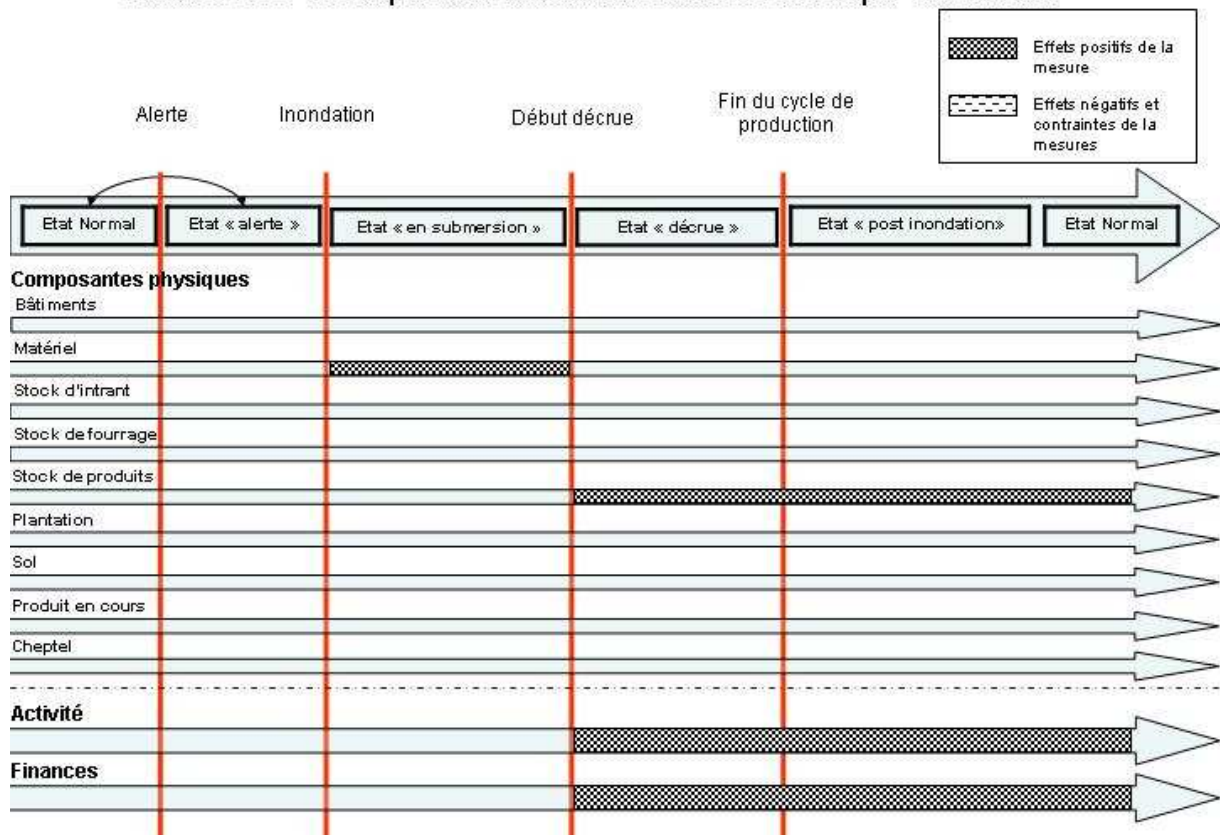 Effets positifs de la
mesure
Effets négatifs et
contraintes de la
mesures
Alerte
Inondation
Début décrue
Fin du cycle de
production
Etat Normal
Etat « alerte »
Etat « en submersion »
Etat « décrue »
Etat « post inondation»
Etat Normal
Composantes physiques
Bâtiments
Matériel
Stock d'intrant
Stock de fourrage
Stock de produits
Plantation
Sol
Produit en cours
Cheptel
Activité
Finances